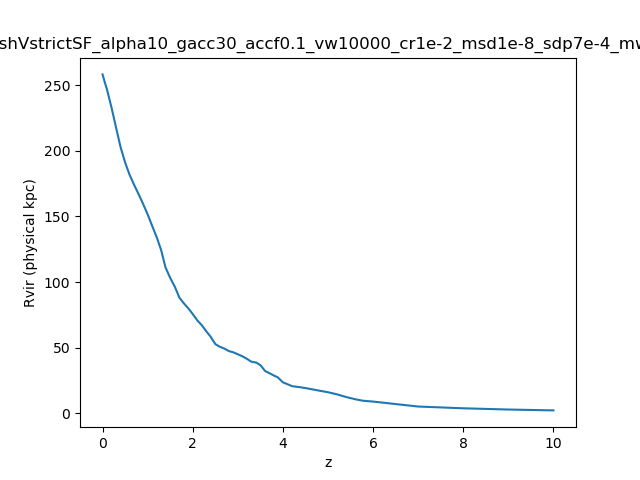 shVstrictSF_alpha10_gacc30_accf0.1_vw10000_cr1e-2_msd1e-8_sdp7e-4_mw
250
200
150
100
50
0
Rvir (physical kpc)
0 2 4 6 8 10
z